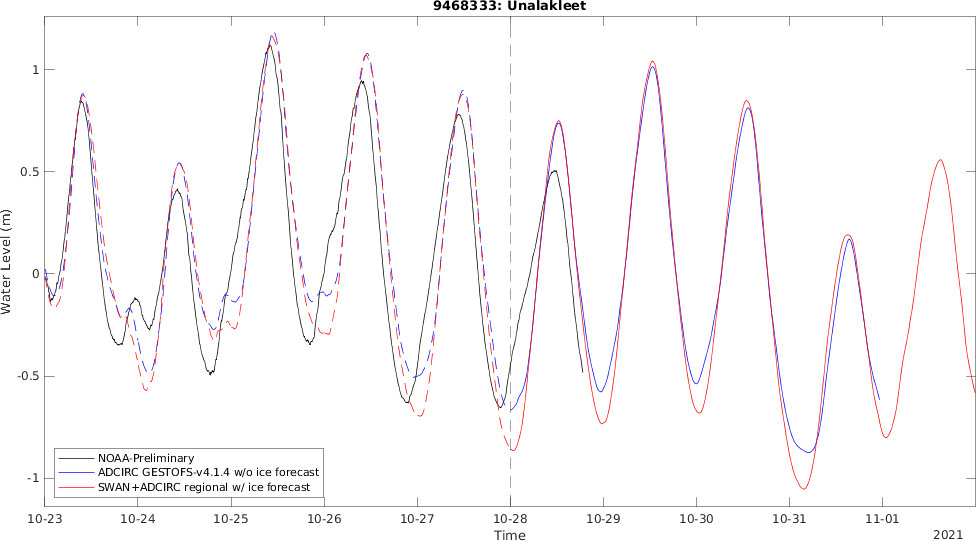 9468333: Unalakleet
Water Level (m)
1
0.5
0
-0.5
-1
NOAA-Preliminary
ADCIRC GESTOFS-v4.1.4 w/o ice forecast
SWAN+ADCIRC regional w/ ice forecast
10-23 10-24 10-25 10-26 10-27 10-28 10-29 10-30 10-31 11-01
Time
2021